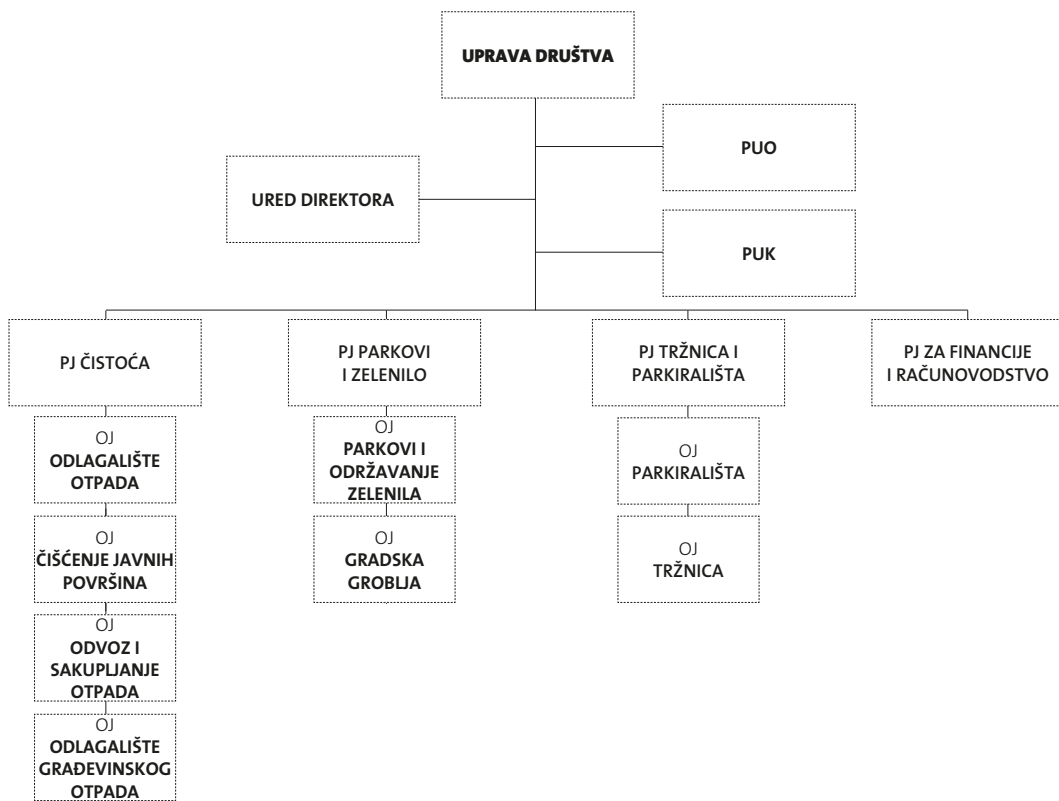 UPRAVA DRUŠTVA
PUO
URED DIREKTORA
PUK
PJ ČISTOĆA
PJ PARKOVI
I ZELENILO
PJ TRŽNICA I
PARKIRALIŠTA
PJ ZA FINANCIJE
I RAČUNOVODSTVO
OJ
ODLAGALIŠTE
OTPADA
OJ
PARKOVI I
ODRŽAVANJE
ZELENILA
OJ
PARKIRALIŠTA
OJ
ČIŠĆENJE JAVNIH
POVRŠINA
OJ
GRADSKA
GROBLJA
OJ
TRŽNICA
OJ
ODVOZ I
SAKUPLJANJE
OTPADA
OJ
ODLAGALIŠTE
GRAĐEVINSKOG
OTPADA